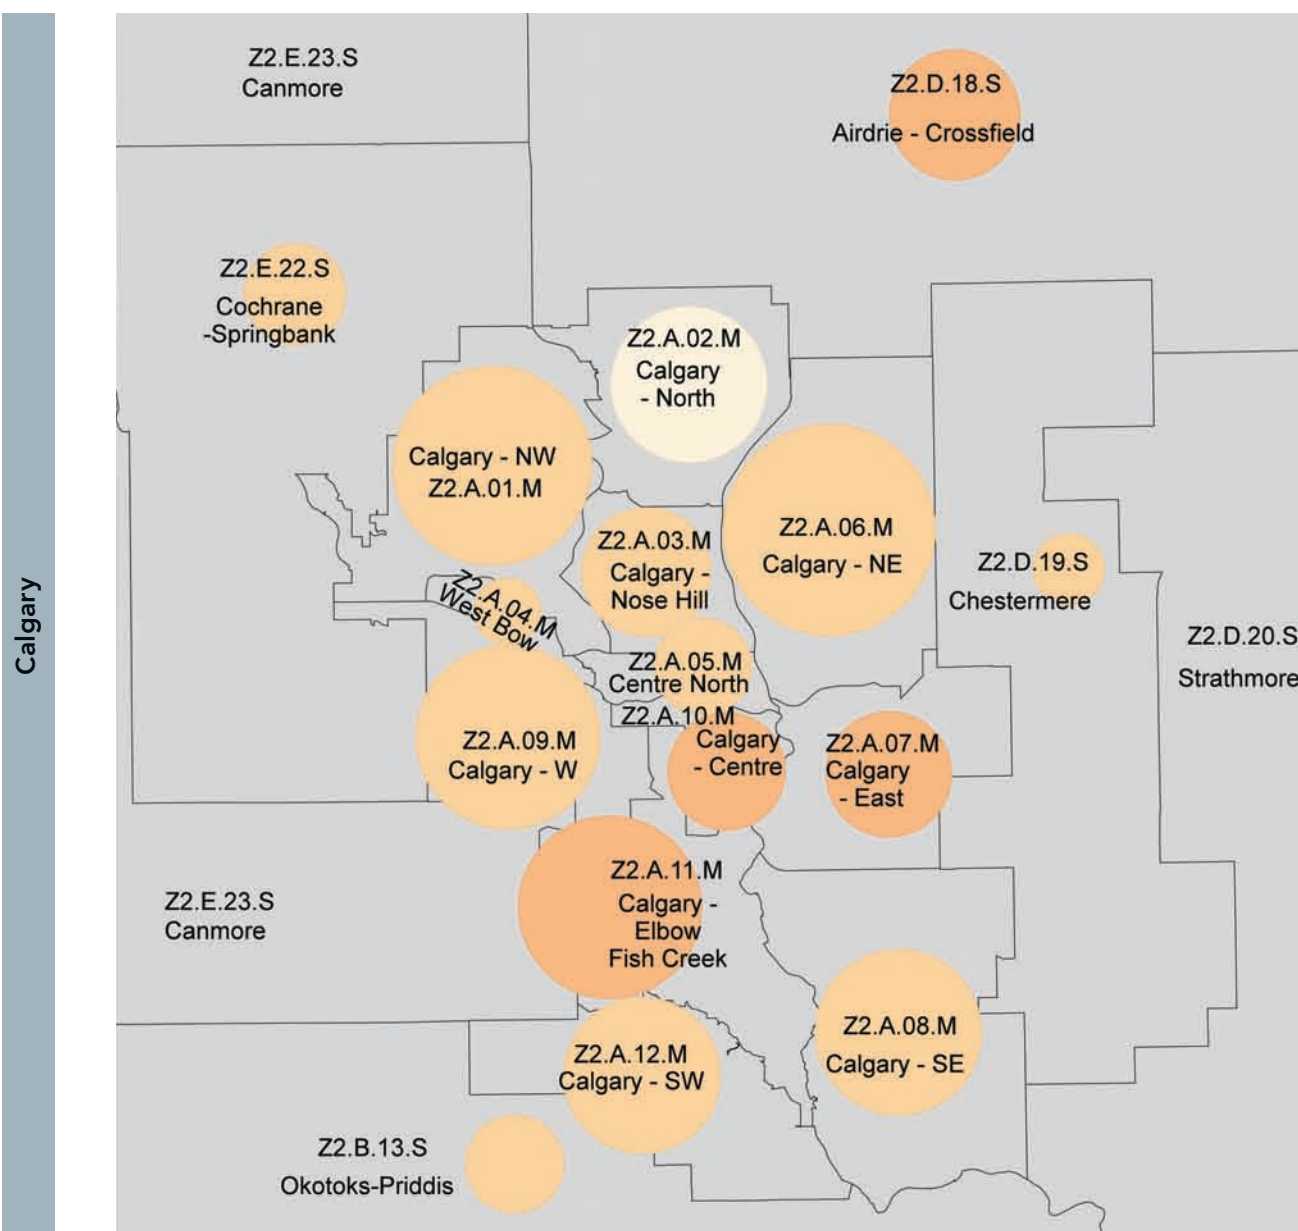 Calgary
Z2.E.23.S
Canmore
Z2.D.18.S
Airdrie - Crossfield
Z2.E.22.S
Cochrane
-Springbank
Z2.A.02.M
Calgary
- North
Calgary - NW
Z2.A.01.M
Z2.A.03.M
Calgary -
Nose Hill
Z2.A.06.M
Calgary - NE
Z2.D.19.S
Chestermere
Z2.A.04.M
West Bow
Z2.D.20.S
Strathmore
Z2.A.05.M
Centre North
Z2.A.10.M
Calgary
- Centre
Z2.A.09.M
Calgary - W
Z2.A.07.M
Calgary
- East
Z2.A.11.M
Calgary -
Elbow
Fish Creek
Z2.E.23.S
Canmore
Z2.A.08.M
Calgary - SE
Z2.A.12.M
Calgary - SW
Z2.B.13.S
Okotoks-Priddis